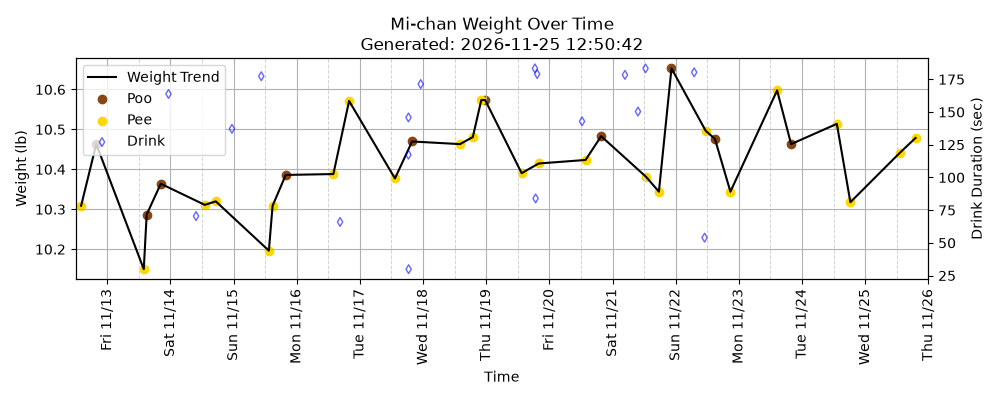 Mi-chan Weight Over Time
Generated: 2026-11-25 12:50:42
Weight Trend
Poo
Pee
Drink
Weight (lb)
10.6
10.5
10.4
10.3
10.2
Drink Duration (sec)
175
150
125
100
75
50
25
Fri 11/13
Sat 11/14
Sun 11/15
Mon 11/16
Tue 11/17
Wed 11/18
Thu 11/19
Fri 11/20
Sat 11/21
Sun 11/22
Mon 11/23
Tue 11/24
Wed 11/25
Thu 11/26
Time